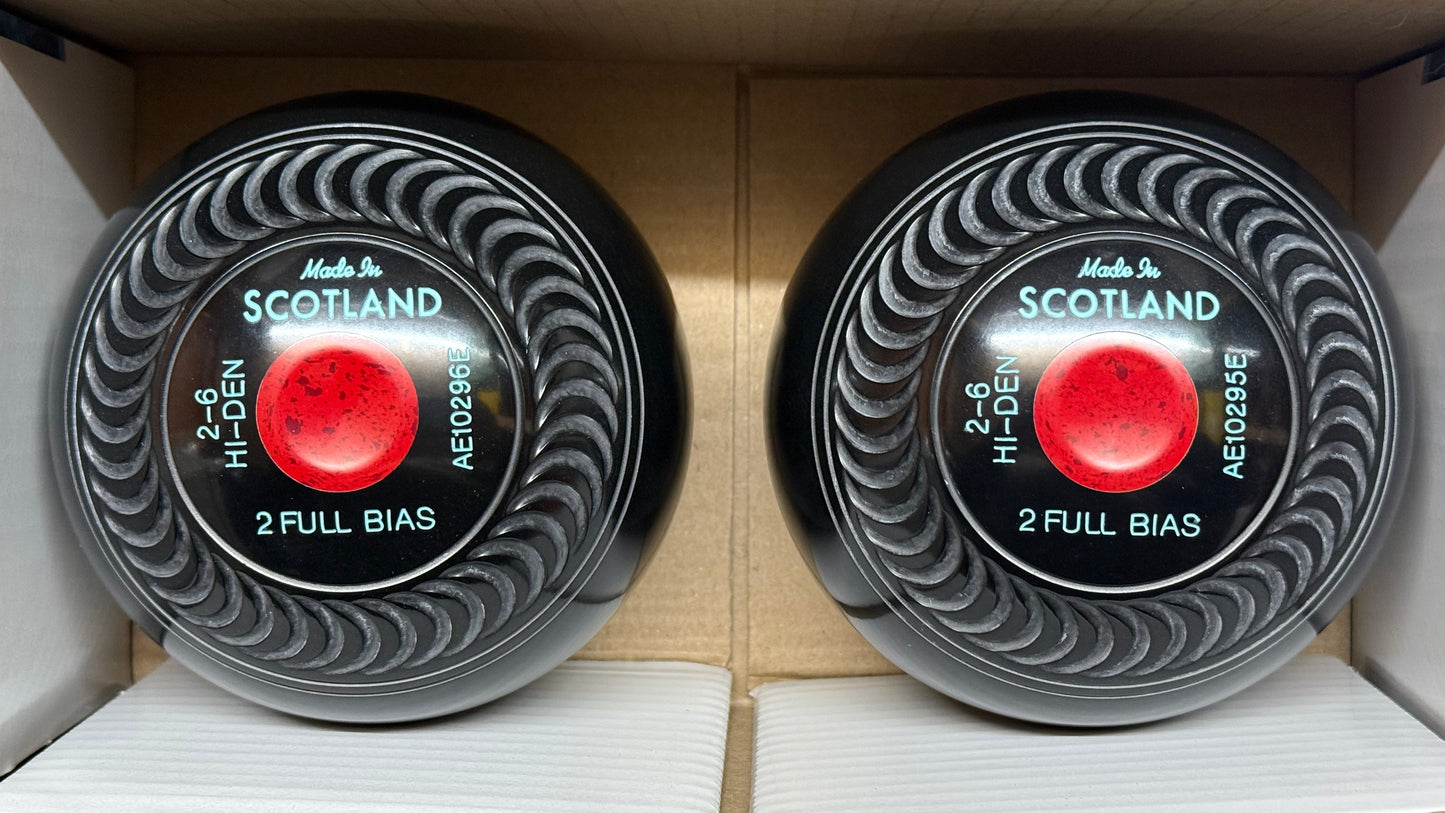 Made In
SCOTLAND
2-6
HI-DEN
AE10296E
2 FULL BIAS
Made In
SCOTLAND
2-6
HI-DEN
AE10295E
2 FULL BIAS